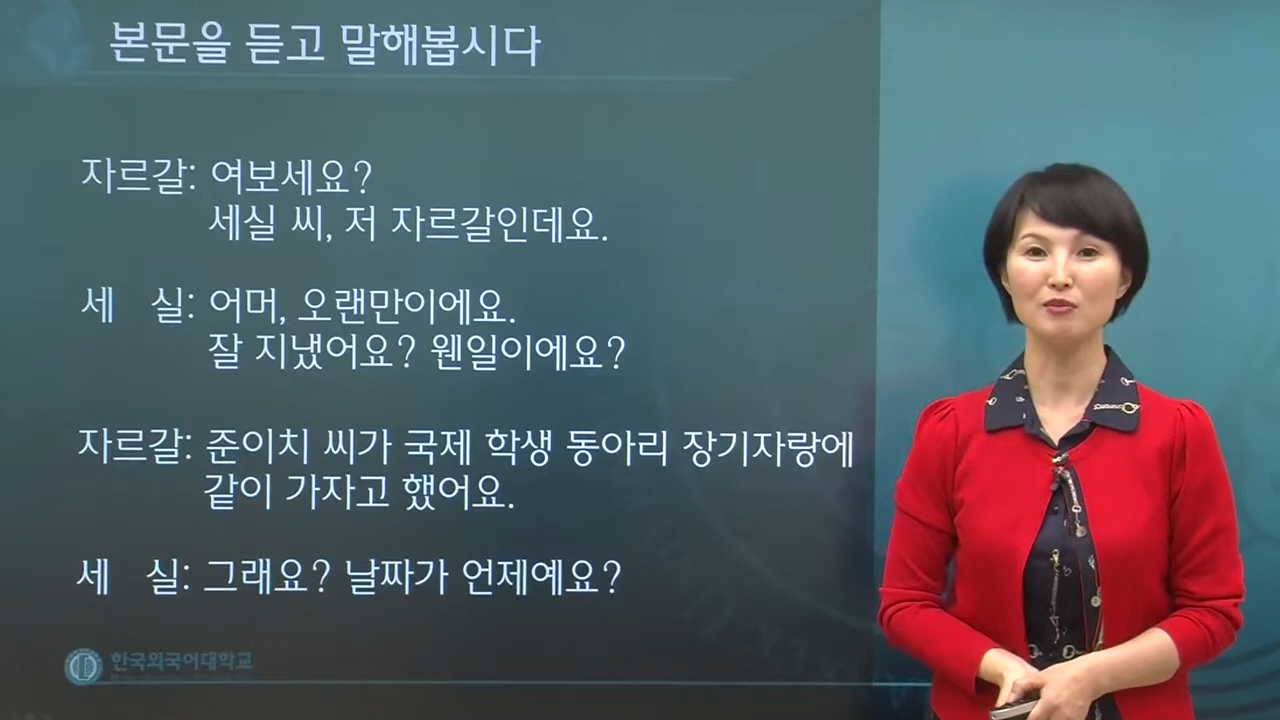 본문을 듣고 말해봅시다
자르갈: 여보세요?
세실 씨, 저 자르갈인데요.
세 실: 어머, 오랜만이에요.
잘 지냈어요? 웬일이에요?
자르갈: 준이치 씨가 국제 학생 동아리 장기자랑에
같이 가자고 했어요.
세 실: 그래요? 날짜가 언제예요?
한국외국어대학교